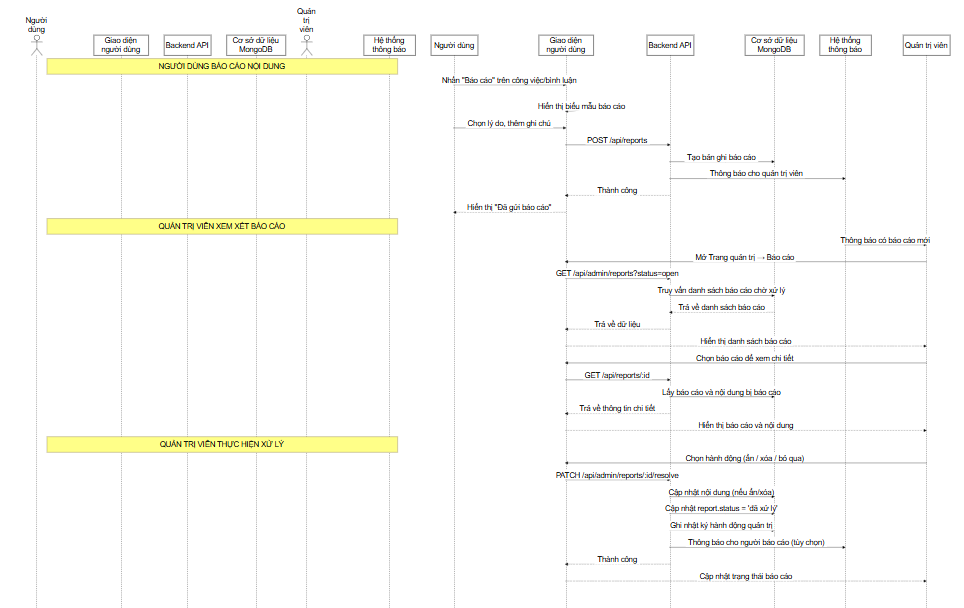 Người
dùng
Giao diện
người dùng
Backend API
Cơ sở dữ liệu
MongoDB
Quản
trị
viên
Hệ thống
thông báo
Người dùng
Giao diện
người dùng
Backend API
Cơ sở dữ liệu
MongoDB
Hệ thống
thông báo
Quản trị viên
NGƯỜI DÙNG BÁO CÁO NỘI DUNG
Nhấn "Báo cáo" trên công việc/bình luận
Hiển thị biểu mẫu báo cáo
Chọn lý do, thêm ghi chú
POST /api/reports
Tạo bản ghi báo cáo
Thông báo cho quản trị viên
Thành công
Hiển thị "Đã gửi báo cáo"
QUẢN TRỊ VIÊN XEM XÉT BÁO CÁO
Thông báo có báo cáo mới
Mở Trang quản trị → Báo cáo
GET /api/admin/reports?status=open
Truy vấn danh sách báo cáo chờ xử lý
Trả về danh sách báo cáo
Trả về dữ liệu
Hiển thị danh sách báo cáo
Chọn báo cáo để xem chi tiết
GET /api/reports/:id
Lấy báo cáo và nội dung bị báo cáo
Trả về thông tin chi tiết
Hiển thị báo cáo và nội dung
QUẢN TRỊ VIÊN THỰC HIỆN XỬ LÝ
Chọn hành động (ẩn / xóa / bỏ qua)
PATCH /api/admin/reports/:id/resolve
Cập nhật nội dung (nếu ẩn/xóa)
Cập nhật report.status = 'đã xử lý'
Ghi nhật ký hành động quản trị
Thông báo cho người báo cáo (tùy chọn)
Thành công
Cập nhật trạng thái báo cáo